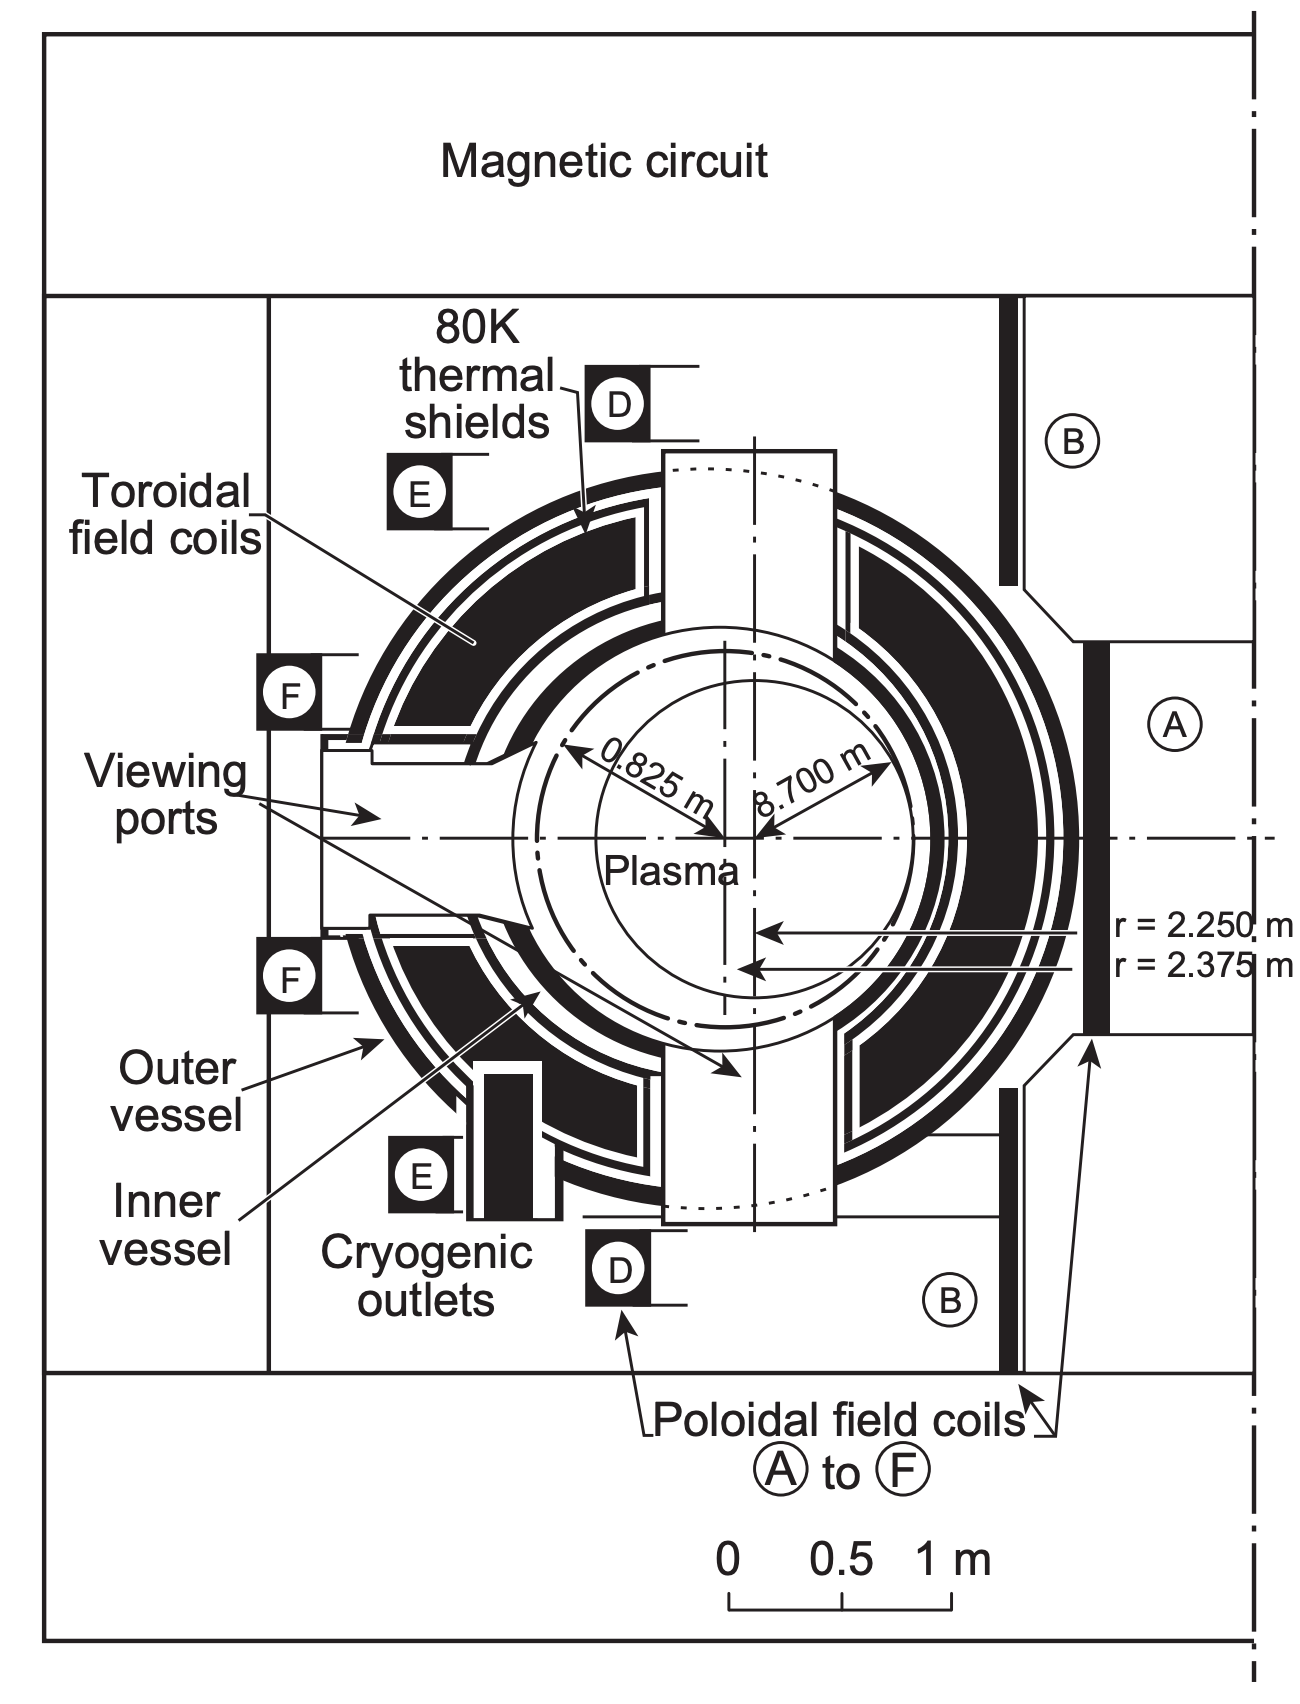 Magnetic circuit
80K
thermal
shields
D
B
E
Toroidal
field coils
F
A
Viewing
ports
0.825 m
8.700 m
Plasma
r = 2.250 m
r = 2.375 m
F
Outer
vessel
E
Inner
vessel
Cryogenic
outlets
D
B
Poloidal field coils
A to F
0 0.5 1 m